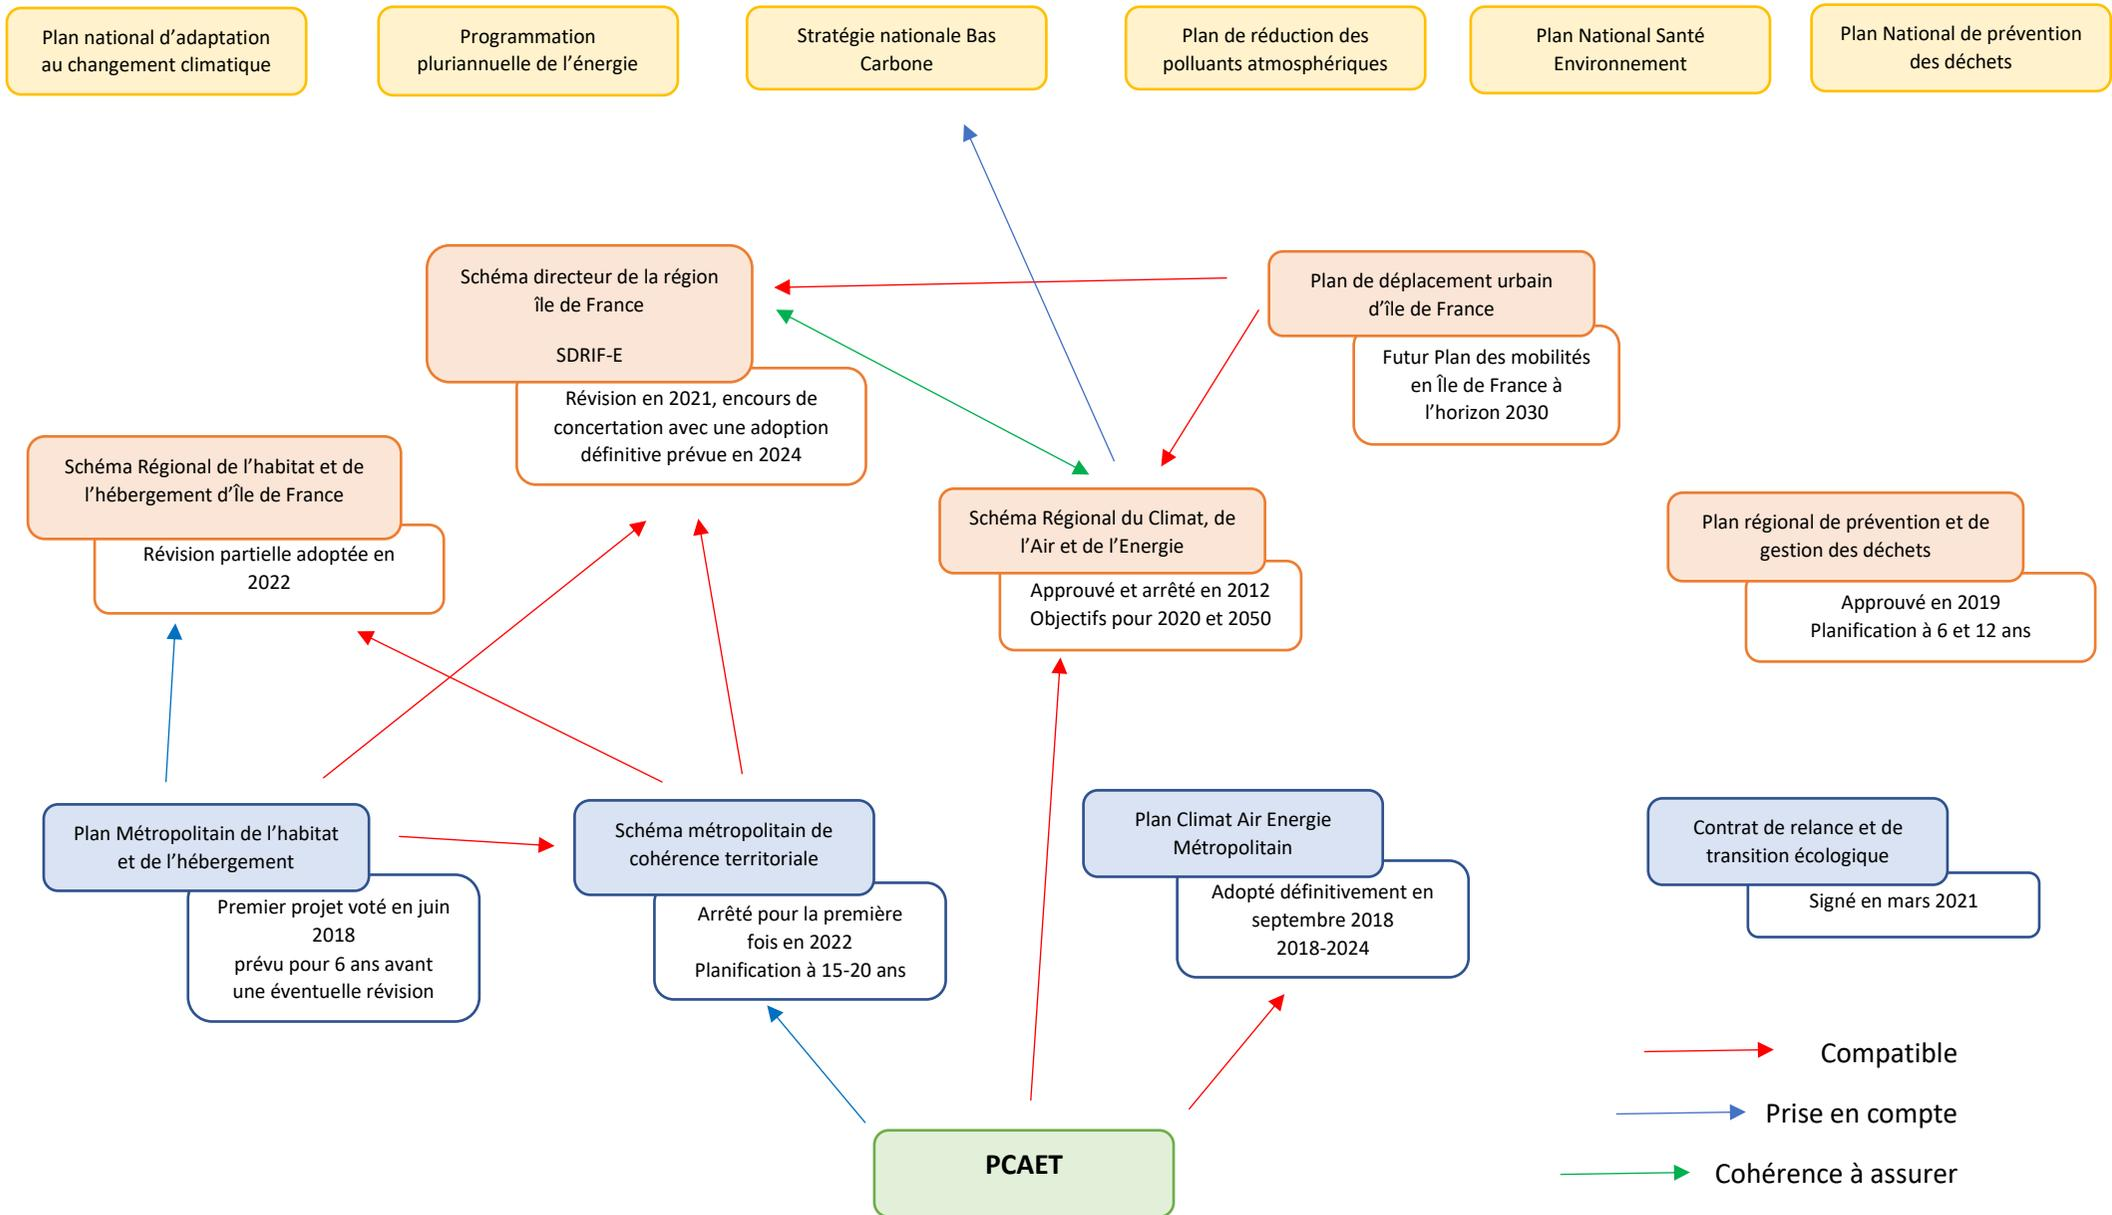 Plan national d’adaptation
au changement climatique
Programmation
pluriannuelle de l’énergie
Stratégie nationale Bas
Carbone
Plan de réduction des
polluants atmosphériques
Plan National Santé
Environnement
Plan National de prévention
des déchets
Schéma directeur de la région
île de France
SDRIF-E
Révision en 2021, encours de
concertation avec une adoption
définitive prévue en 2024
Plan de déplacement urbain
d’île de France
Futur Plan des mobilités
en Île de France à
l’horizon 2030
Schéma Régional de l’habitat et de
l’hébergement d’Île de France
Révision partielle adoptée en
2022
Schéma Régional du Climat, de
l’Air et de l’Energie
Approuvé et arrêté en 2012
Objectifs pour 2020 et 2050
Plan régional de prévention et de
gestion des déchets
Approuvé en 2019
Planification à 6 et 12 ans
Plan Métropolitain de l’habitat
et de l’hébergement
Premier projet voté en juin
2018
prévu pour 6 ans avant
une éventuelle révision
Schéma métropolitain de
cohérence territoriale
Arrêté pour la première
fois en 2022
Planification à 15-20 ans
Plan Climat Air Energie
Métropolitain
Adopté définitivement en
septembre 2018
2018-2024
Contrat de relance et de
transition écologique
Signé en mars 2021
Compatible
Prise en compte
Cohérence à assurer
PCAET